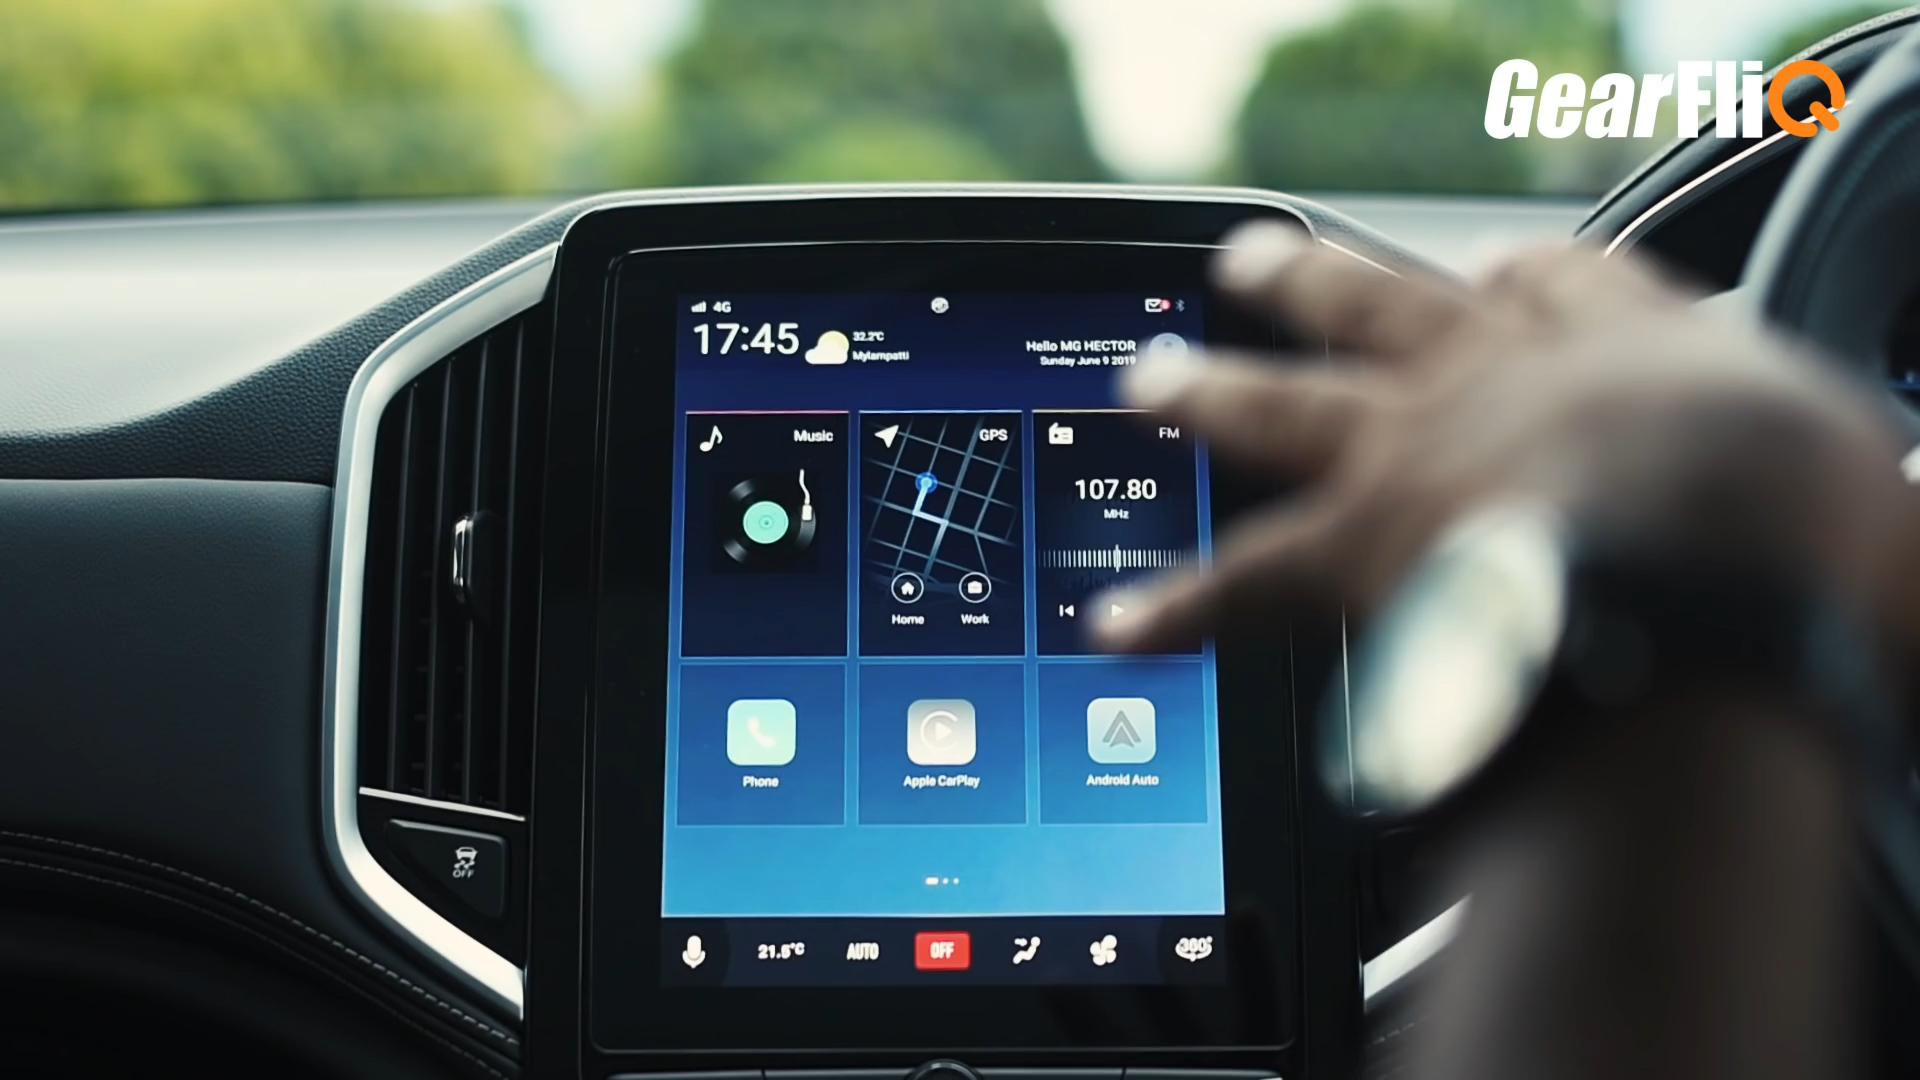 GearFliQ
4G
17:45
32.2°C
Mylampatti
Hello MG HECTOR
Sunday June 9 2019
Music
GPS
FM
107.80
MHz
Home
Work
Phone
Apple CarPlay
Android Auto
OFF
21.5°C
AUTO
OFF
360°